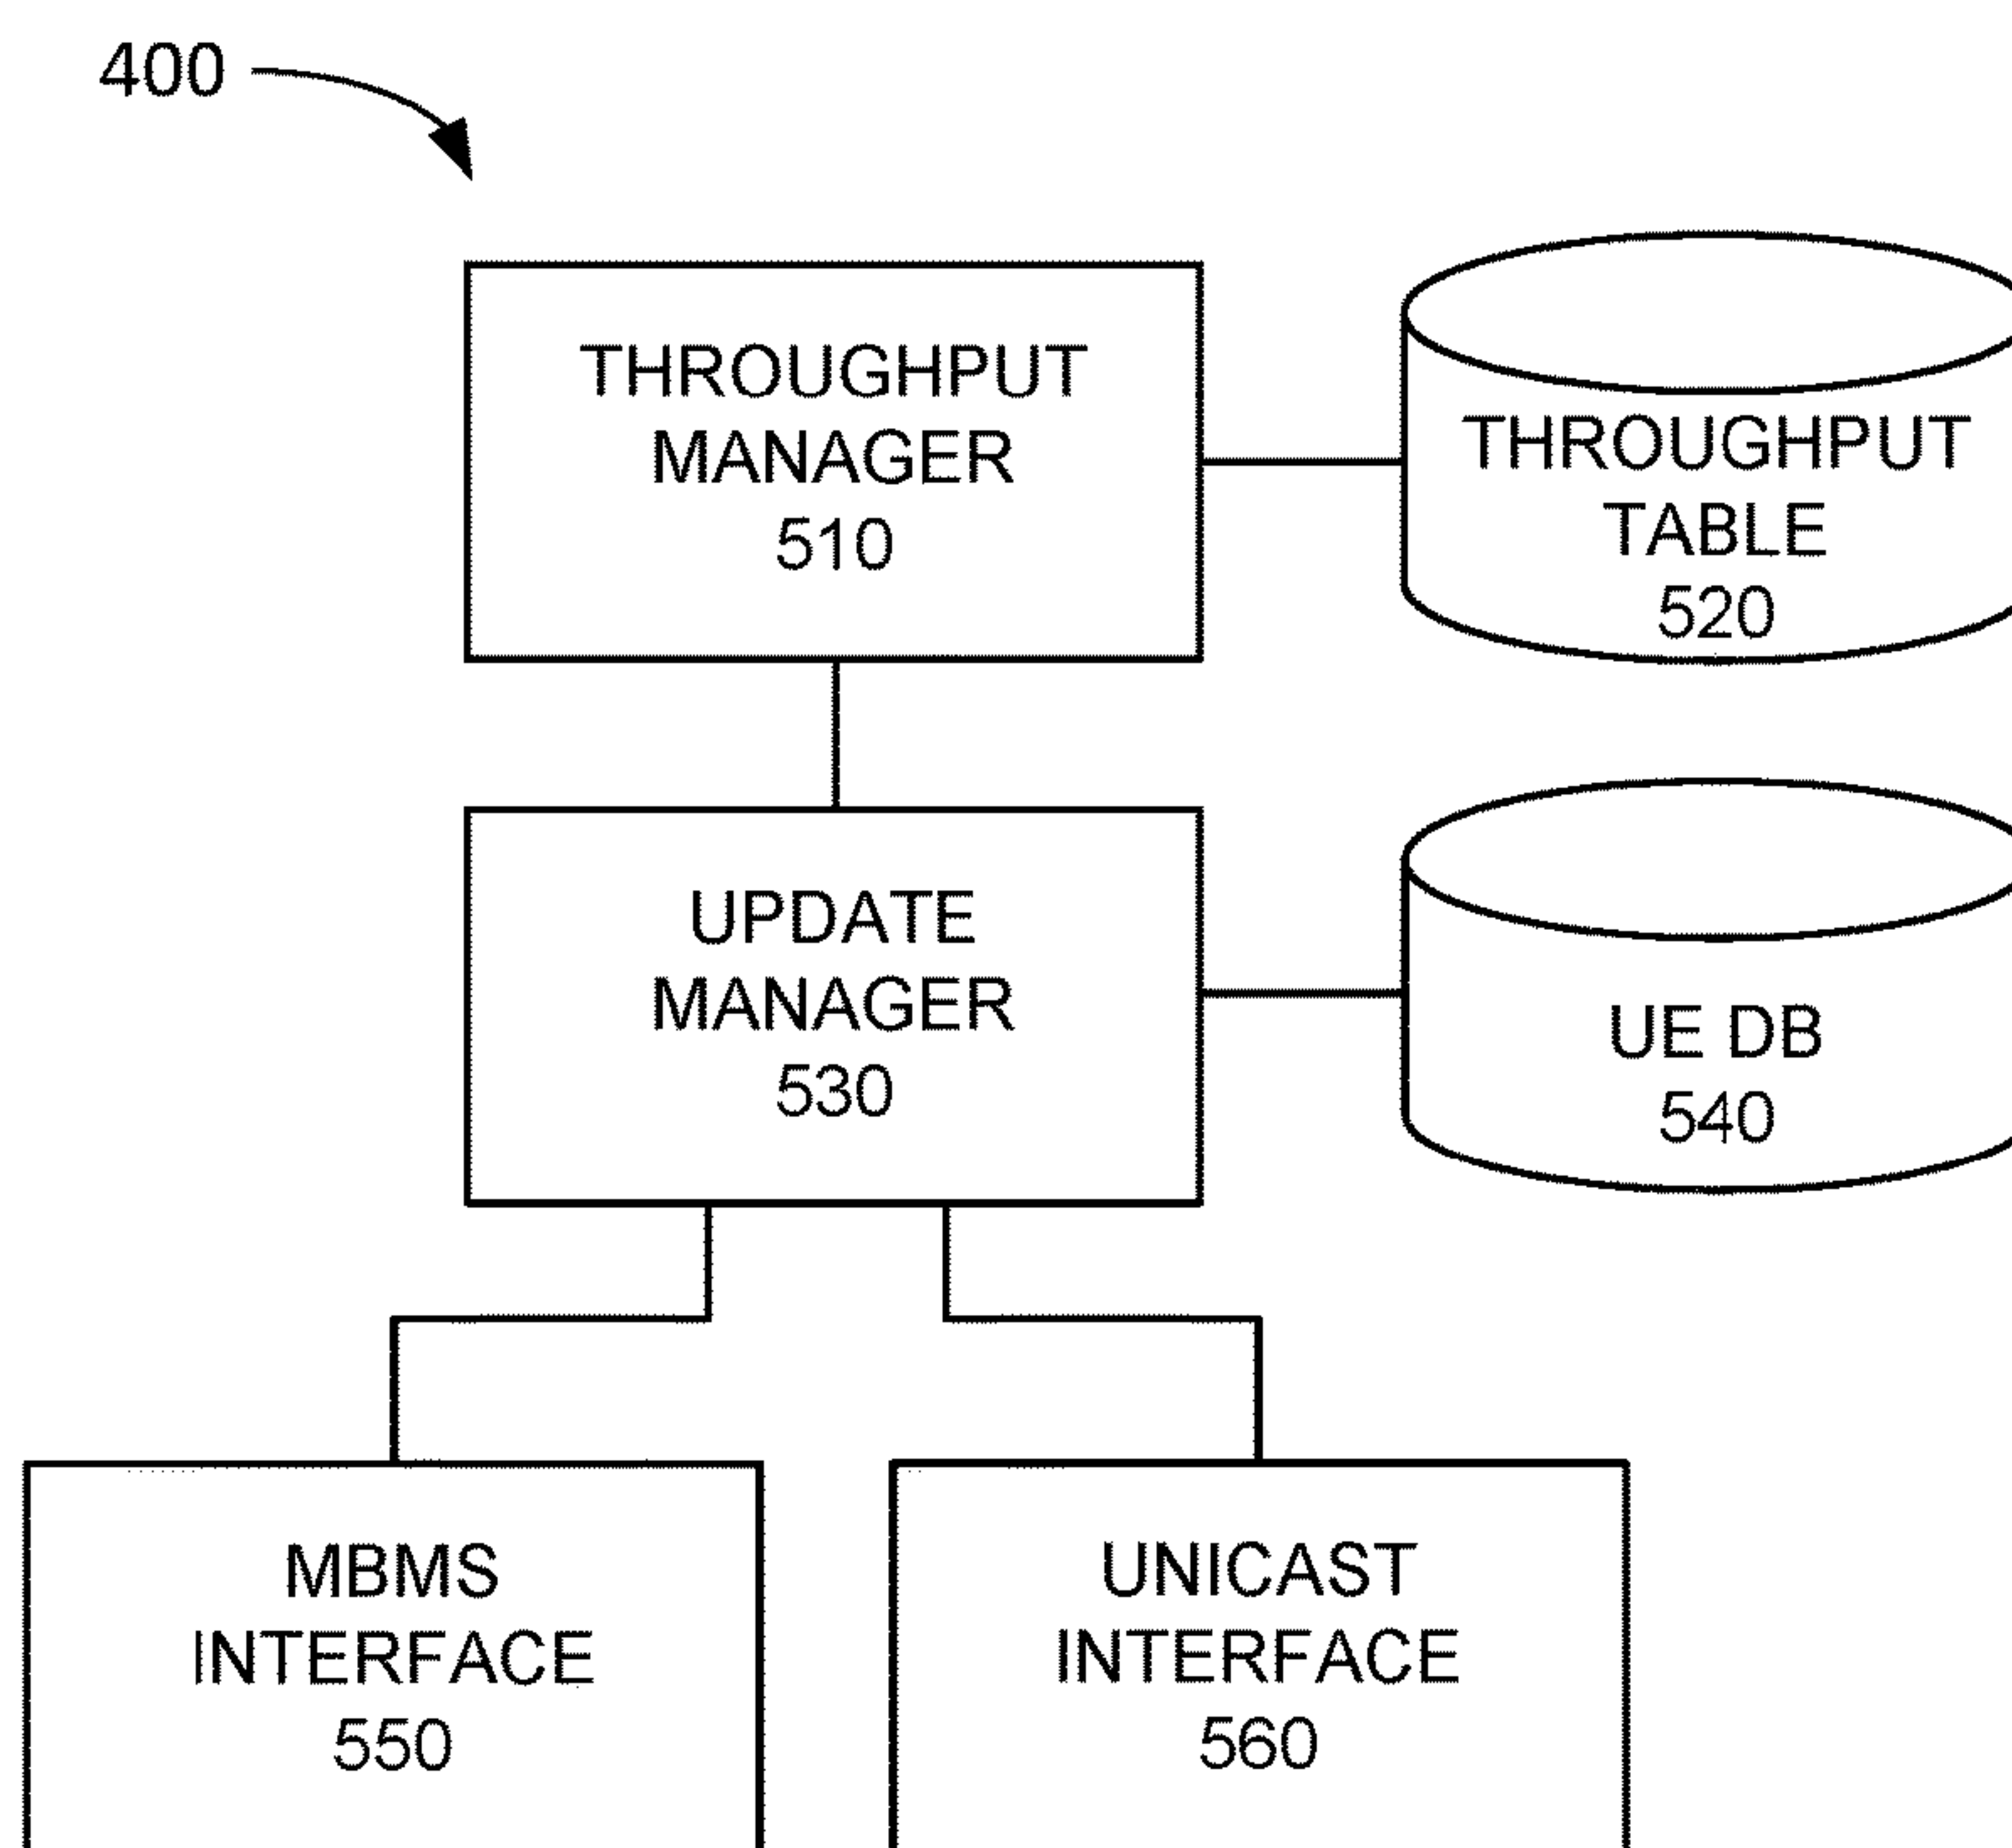 400
THROUGHPUT
MANAGER
510
THROUGHPUT
TABLE
520
UPDATE
MANAGER
530
UE DB
540
MBMS
INTERFACE
550
UNICAST
INTERFACE
560